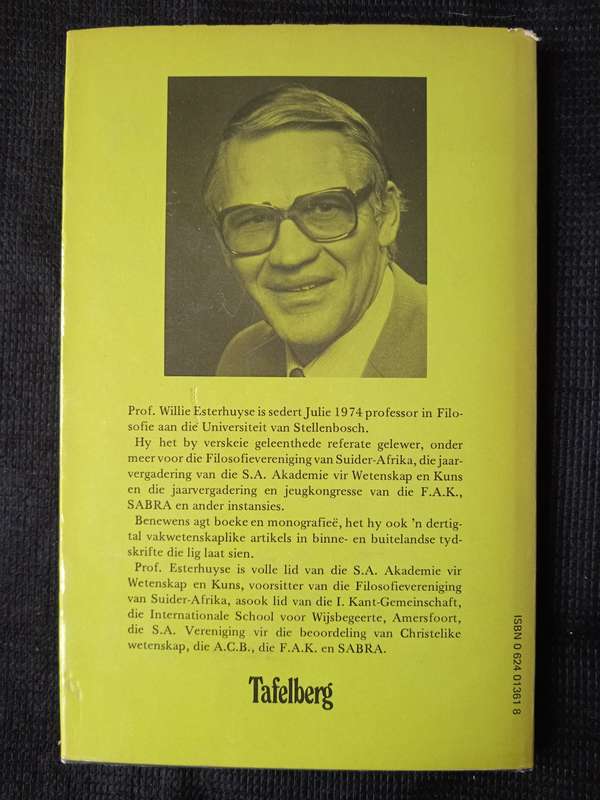 Prof. Willie Esterhuyse is sedert Julie 1974 professor in Filo-
sofie aan die Universiteit van Stellenbosch.
Hy het by verskeie geleenthede referate gelewer, onder
meer voor die Filosofievereniging van Suider-Afrika, die jaar-
vergadering van die S.A. Akademie vir Wetenskap en Kuns
en die jaarvergadering en jeugkongresse van die F.A.K.,
SABRA en ander instansies.
Benewens agt boeke en monografieë, het hy ook 'n dertig-
tal vakwetenskaplike artikels in binne- en buitelandse tyd-
skrifte die lig laat sien.
Prof. Esterhuyse is volle lid van die S.A. Akademie vir
Wetenskap en Kuns, voorsitter van die Filosofievereniging
van Suider-Afrika, asook lid van die I. Kant-Gemeinschaft,
die Internationale School voor Wijsbegeerte, Amersfoort,
die S.A. Vereniging vir die beoordeling van Christelike
wetenskap, die A.C.B., die F.A.K. en SABRA.
Tafelberg
ISBN 0 624 01361 8